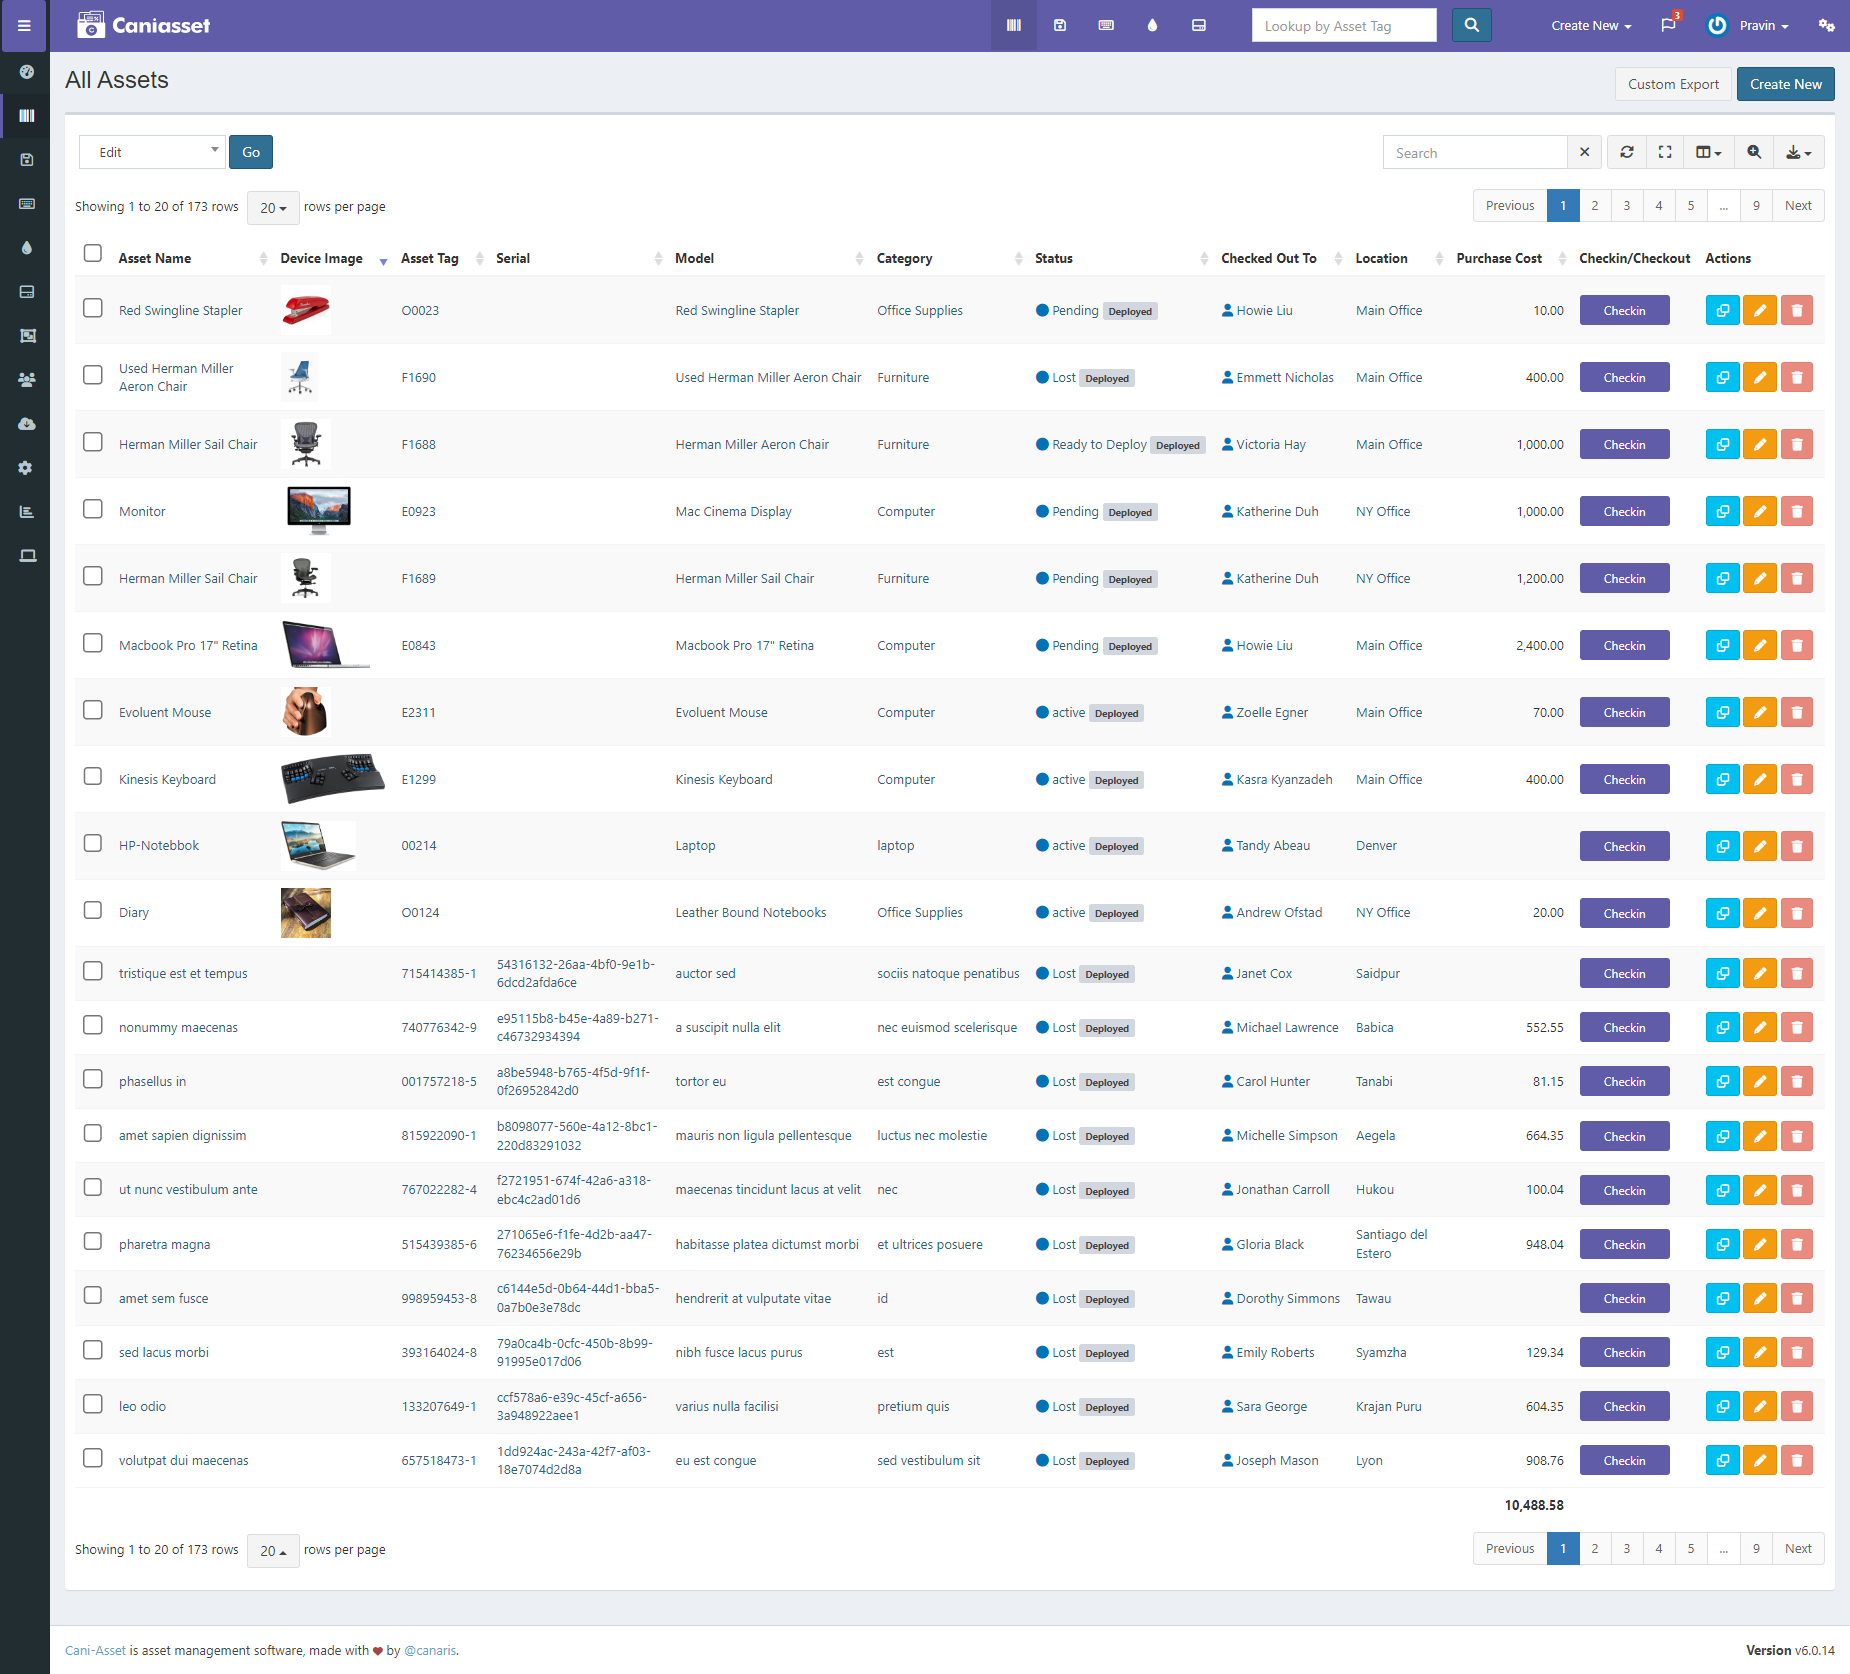 Caniasset
Lookup by Asset Tag
Create New
3
Pravin
All Assets
Custom Export
Create New
Edit
Go
Search
Showing 1 to 20 of 173 rows 20 rows per page
Previous 1 2 3 4 5 ... 9 Next
Asset Name Device Image Asset Tag Serial Model Category Status Checked Out To Location Purchase Cost Checkin/Checkout Actions
Red Swingline Stapler O0023 Red Swingline Stapler Office Supplies Pending Deployed Howie Liu Main Office 10.00 Checkin
Used Herman Miller
Aeron Chair F1690 Used Herman Miller Aeron Chair Furniture Lost Deployed Emmett Nicholas Main Office 400.00 Checkin
Herman Miller Sail Chair F1688 Herman Miller Aeron Chair Furniture Ready to Deploy Deployed Victoria Hay Main Office 1,000.00 Checkin
Monitor E0923 Mac Cinema Display Computer Pending Deployed Katherine Duh NY Office 1,000.00 Checkin
Herman Miller Sail Chair F1689 Herman Miller Sail Chair Furniture Pending Deployed Katherine Duh NY Office 1,200.00 Checkin
Macbook Pro 17" Retina E0843 Macbook Pro 17" Retina Computer Pending Deployed Howie Liu Main Office 2,400.00 Checkin
Evoluent Mouse E2311 Evoluent Mouse Computer active Deployed Zoelle Egner Main Office 70.00 Checkin
Kinesis Keyboard E1299 Kinesis Keyboard Computer active Deployed Kasra Kyanzadeh Main Office 400.00 Checkin
HP-Notebbok 00214 Laptop laptop active Deployed Tandy Abeau Denver Checkin
Diary O0124 Leather Bound Notebooks Office Supplies active Deployed Andrew Ofstad NY Office 20.00 Checkin
tristique est et tempus 715414385-1 54316132-26aa-4bf0-9e1b-
6dcd2afda6ce auctor sed sociis natoque penatibus Lost Deployed Janet Cox Saidpur Checkin
nonummy maecenas 740776342-9 e95115b8-b45e-4a89-b271-
c46732934394 a suscipit nulla elit nec euismod scelerisque Lost Deployed Michael Lawrence Babica 552.55 Checkin
phasellus in 001757218-5 a8be5948-b765-4f5d-9f1f-
0f26952842d0 tortor eu est congue Lost Deployed Carol Hunter Tanabi 81.15 Checkin
amet sapien dignissim 815922090-1 b8098077-560e-4a12-8bc1-
220d83291032 mauris non ligula pellentesque luctus nec molestie Lost Deployed Michelle Simpson Aegela 664.35 Checkin
ut nunc vestibulum ante 767022282-4 f2721951-674f-42a6-a318-
ebc4c2ad01d6 maecenas tincidunt lacus at velit nec Lost Deployed Jonathan Carroll Hukou 100.04 Checkin
pharetra magna 515439385-6 271065e6-f1fe-4d2b-aa47-
76234656e29b habitasse platea dictumst morbi et ultrices posuere Lost Deployed Gloria Black Santiago del
Estero 948.04 Checkin
amet sem fusce 998959453-8 c6144e5d-0b64-44d1-bba5-
0a7b0e3e78dc hendrerit at vulputate vitae id Lost Deployed Dorothy Simmons Tawau Checkin
sed lacus morbi 393164024-8 79a0ca4b-0cfc-450b-8b99-
91995e017d06 nibh fusce lacus purus est Lost Deployed Emily Roberts Syamzha 129.34 Checkin
leo odio 133207649-1 ccf578a6-e39c-45cf-a656-
3a948922aee1 varius nulla facilisi pretium quis Lost Deployed Sara George Krajan Puru 604.35 Checkin
volutpat dui maecenas 657518473-1 1dd924ac-243a-42f7-af03-
18e7074d2d8a eu est congue sed vestibulum sit Lost Deployed Joseph Mason Lyon 908.76 Checkin
10,488.58
Showing 1 to 20 of 173 rows 20 rows per page
Previous 1 2 3 4 5 ... 9 Next
Cani-Asset is asset management software, made with ♥ by @canaris.
Version v6.0.14